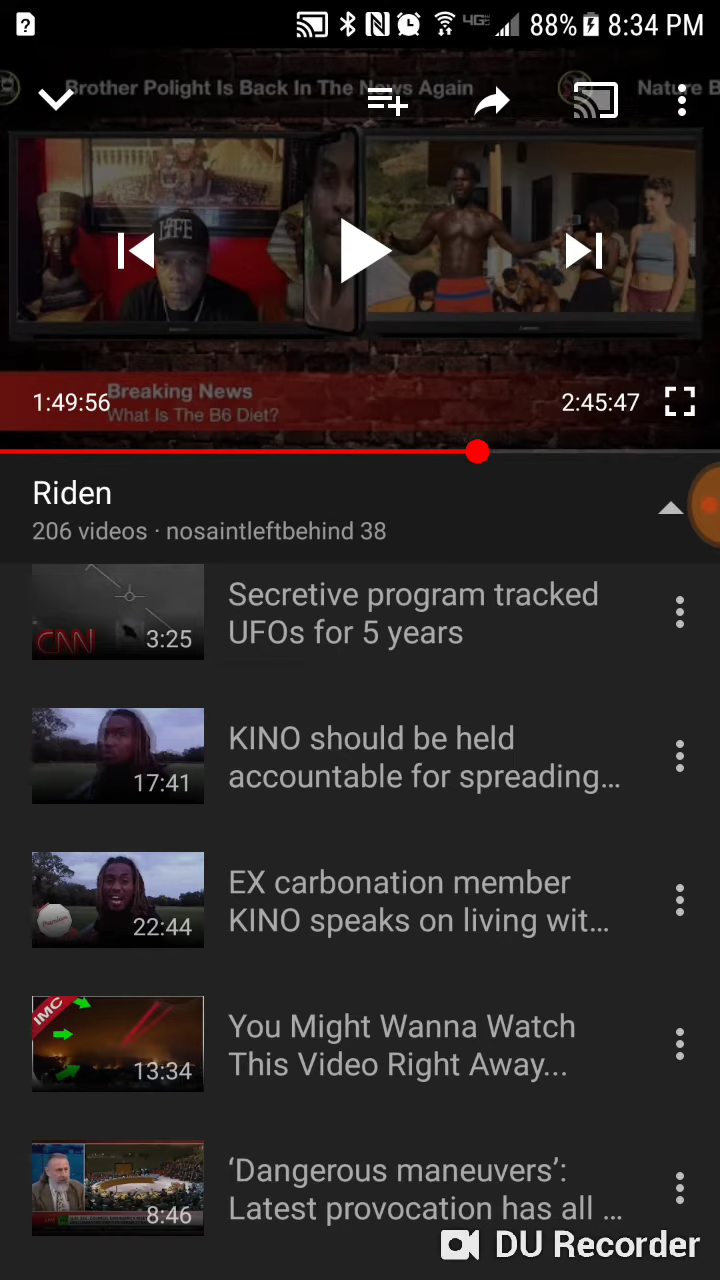 4G
88%
8:34 PM
Brother Polight Is Back In The News Again
Nature B
LIFE
1:49:56
Breaking News
What Is The B6 Diet?
2:45:47
Riden
206 videos · nosaintleftbehind 38
CNN
3:25
Secretive program tracked
UFOs for 5 years
17:41
KINO should be held
accountable for spreading...
22:44
EX carbonation member
KINO speaks on living wit...
IMC
13:34
You Might Wanna Watch
This Video Right Away...
8:46
‘Dangerous maneuvers’:
Latest provocation has all ...
DU Recorder